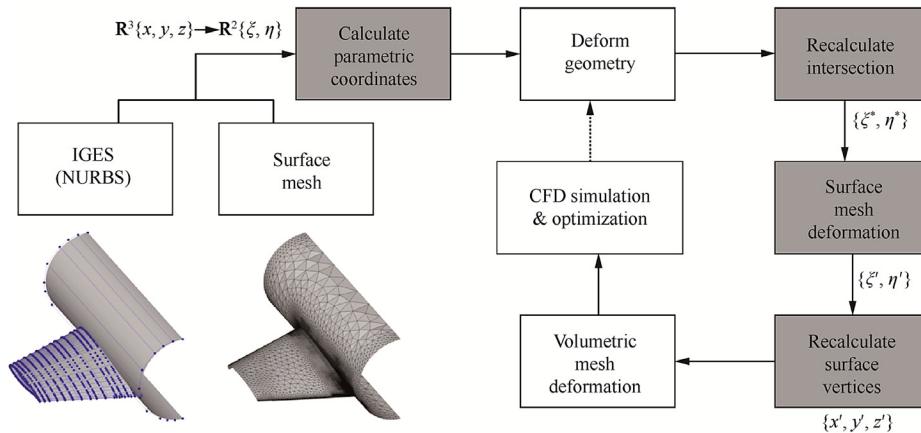 R³{x, y, z}→R²{ξ, η}
Calculate
parametric
coordinates
Deform
geometry
Recalculate
intersection
{ξ*, η*}
IGES
(NURBS)
Surface
mesh
CFD simulation
& optimization
Surface
mesh
deformation
{ξ′, η′}
Volumetric
mesh
deformation
Recalculate
surface
vertices
{x′, y′, z′}